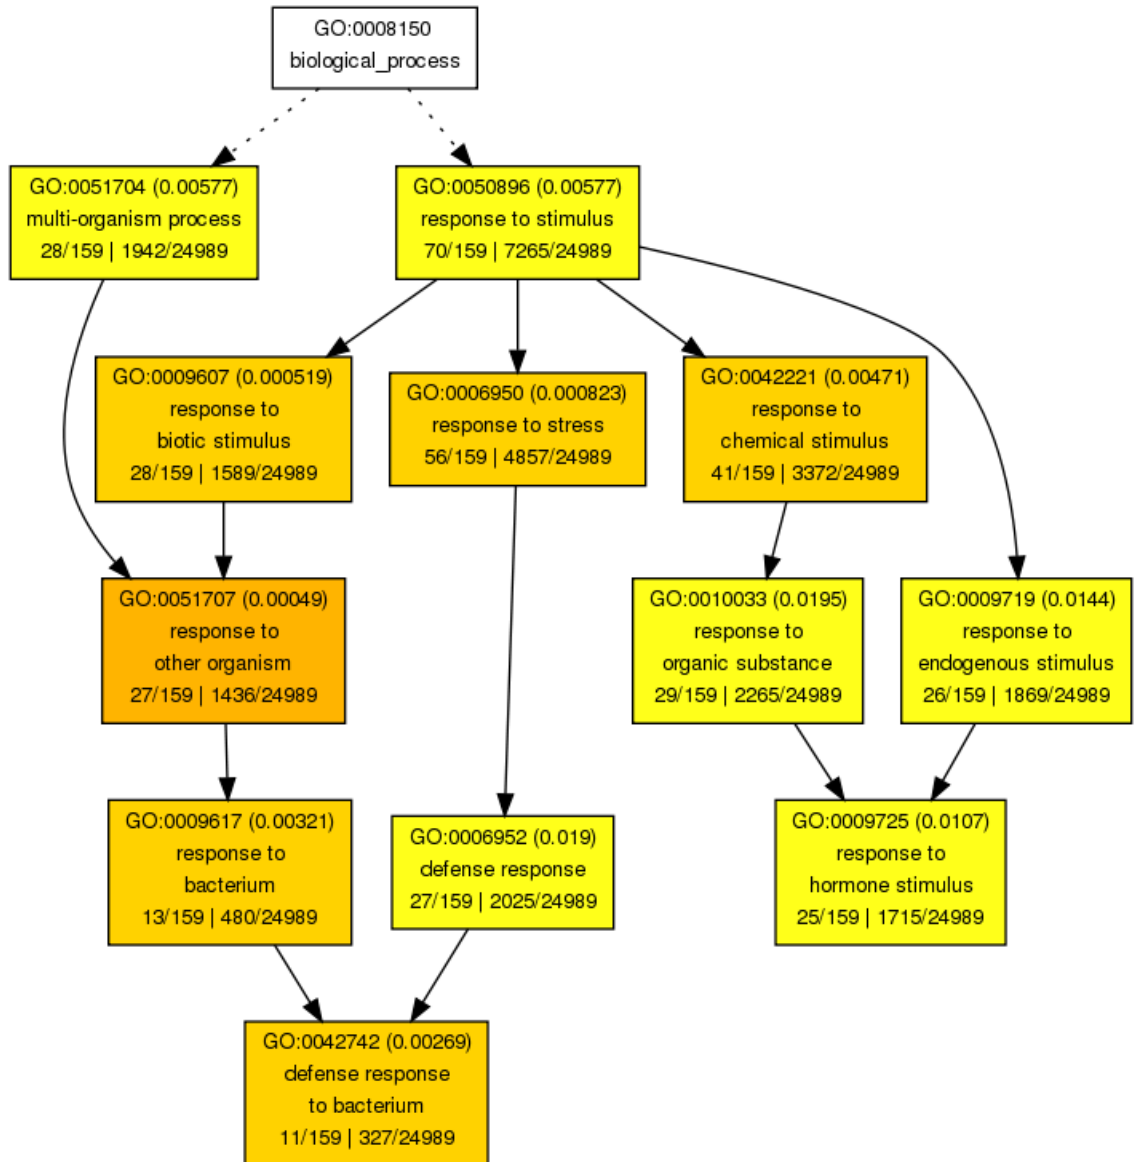 GO:0008150
biological_process
GO:0051704 (0.00577)
multi-organism process
28/159 | 1942/24989
GO:0050896 (0.00577)
response to stimulus
70/159 | 7265/24989
GO:0009607 (0.000519)
response to
biotic stimulus
28/159 | 1589/24989
GO:0006950 (0.000823)
response to stress
56/159 | 4857/24989
GO:0042221 (0.00471)
response to
chemical stimulus
41/159 | 3372/24989
GO:0051707 (0.00049)
response to
other organism
27/159 | 1436/24989
GO:0010033 (0.0195)
response to
organic substance
29/159 | 2265/24989
GO:0009719 (0.0144)
response to
endogenous stimulus
26/159 | 1869/24989
GO:0009617 (0.00321)
response to
bacterium
13/159 | 480/24989
GO:0006952 (0.019)
defense response
27/159 | 2025/24989
GO:0009725 (0.0107)
response to
hormone stimulus
25/159 | 1715/24989
GO:0042742 (0.00269)
defense response
to bacterium
11/159 | 327/24989